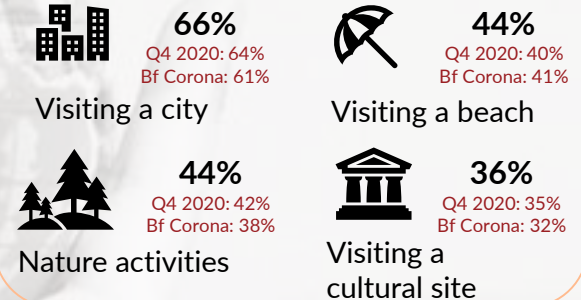 66%
Q4 2020: 64%
Bf Corona: 61%
Visiting a city
44%
Q4 2020: 40%
Bf Corona: 41%
Visiting a beach
44%
Q4 2020: 42%
Bf Corona: 38%
Nature activities
36%
Q4 2020: 35%
Bf Corona: 32%
Visiting a
cultural site